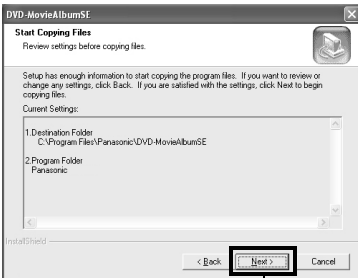 DVD-MovieAlbumSE
Start Copying Files
Review settings before copying files.
Setup has enough information to start copying the program files. If you want to review or
change any settings, click Back. If you are satisfied with the settings, click Next to begin
copying files.
Current Settings:
1.Destination Folder
C:\Program Files\Panasonic\DVD-MovieAlbumSE
2.Program Folder
Panasonic
InstallShield
< Back Next > Cancel